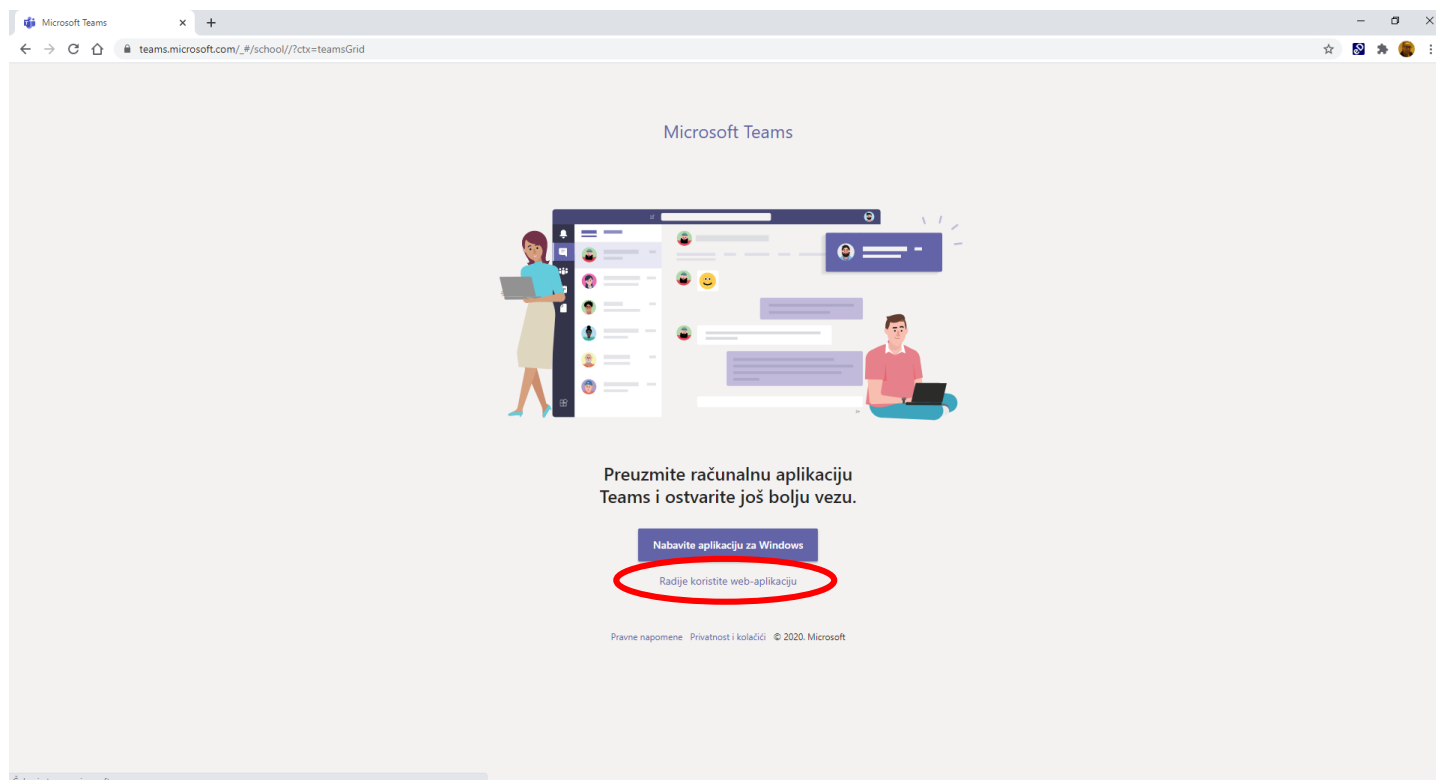 Microsoft Teams
teams.microsoft.com/_#/school//?ctx=teamsGrid
Microsoft Teams
Preuzmite računalnu aplikaciju
Teams i ostvarite još bolju vezu.
Nabavite aplikaciju za Windows
Radije koristite web-aplikaciju
Pravne napomene Privatnost i kolačići © 2020. Microsoft